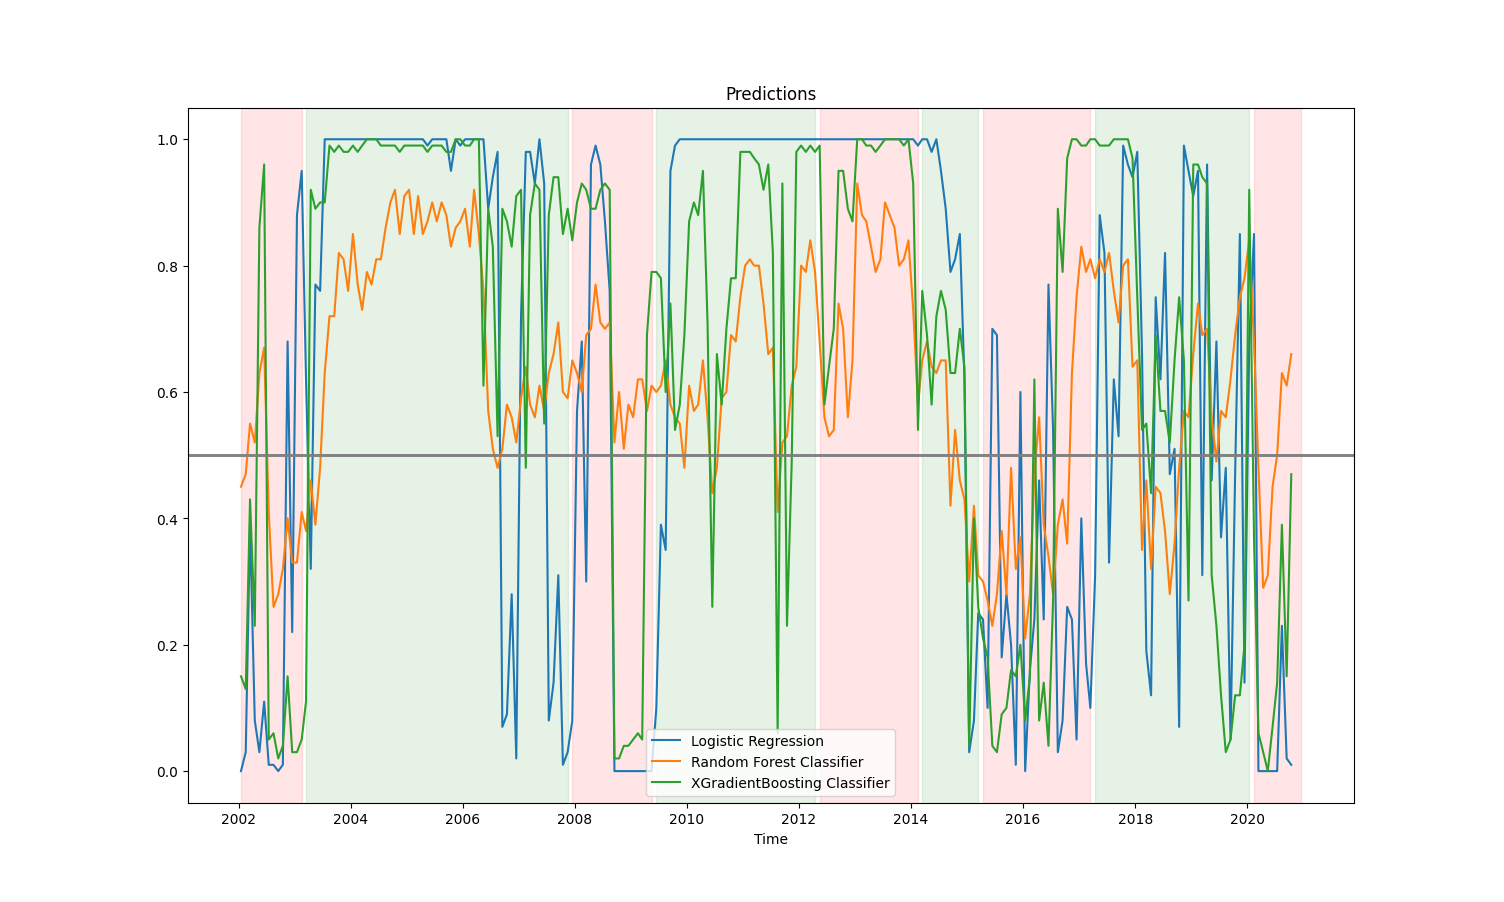 Predictions
1.0
0.8
0.6
0.4
0.2
0.0
Logistic Regression
Random Forest Classifier
XGradientBoosting Classifier
2002 2004 2006 2008 2010 2012 2014 2016 2018 2020
Time